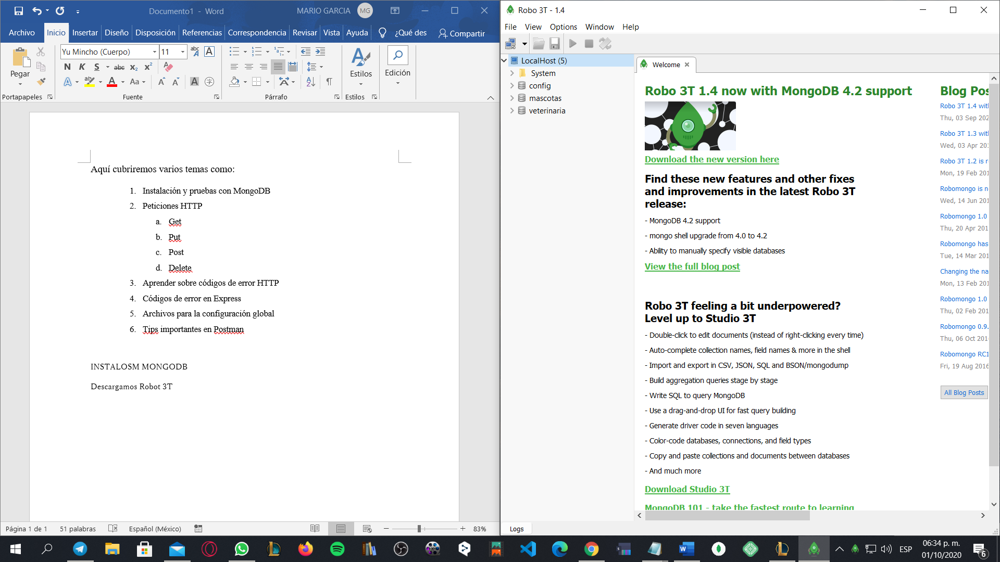 Documento1 - Word
MARIO GARCIA
MG
Archivo Inicio Insertar Diseño Disposición Referencias Correspondencia Revisar Vista Ayuda ¿Qué des Compartir
Pegar
Yu Mincho (Cuerpo) 11
N K S abc x₂ x²
Aa
Estilos
Edición
Portapapeles Fuente Párrafo Estilos
Aquí cubriremos varios temas como:
1. Instalación y pruebas con MongoDB
2. Peticiones HTTP
a. Get
b. Put
c. Post
d. Delete
3. Aprender sobre códigos de error HTTP
4. Códigos de error en Express
5. Archivos para la configuración global
6. Tips importantes en Postman
INSTALOSM MONGODB
Descargamos Robot 3T
Página 1 de 1 51 palabras Español (México) 83%
Robo 3T - 1.4
File View Options Window Help
LocalHost (5)
System
config
mascotas
veterinaria
Welcome
Robo 3T 1.4 now with MongoDB 4.2 support
Download the new version here
Find these new features and other fixes
and improvements in the latest Robo 3T
release:
- MongoDB 4.2 support
- mongo shell upgrade from 4.0 to 4.2
- Ability to manually specify visible databases
View the full blog post
Robo 3T feeling a bit underpowered?
Level up to Studio 3T
- Double-click to edit documents (instead of right-clicking every time)
- Auto-complete collection names, field names & more in the shell
- Import and export in CSV, JSON, SQL and BSON/mongodump
- Build aggregation queries stage by stage
- Write SQL to query MongoDB
- Use a drag-and-drop UI for fast query building
- Generate driver code in seven languages
- Color-code databases, connections, and field types
- Copy and paste collections and documents between databases
- And much more
Download Studio 3T
MongoDB 101 - take the fastest route to learning
Blog Pos
Robo 3T 1.4 wit
Thu, 03 Sep 202
Robo 3T 1.3 wit
Wed, 03 Apr 201
Robo 3T 1.2 is r
Mon, 19 Feb 201
Robomongo is n
Wed, 14 Jun 201
Robomongo 1.0
Thu, 20 Apr 201
Robomongo has
Tue, 14 Mar 201
Changing the na
Mon, 13 Feb 201
Robomongo 1.0
Thu, 02 Feb 201
Robomongo 0.9.
Thu, 06 Oct 201
Robomongo RC1
Fri, 19 Aug 2016
All Blog Posts
Logs
ESP
06:34 p. m.
01/10/2020
6